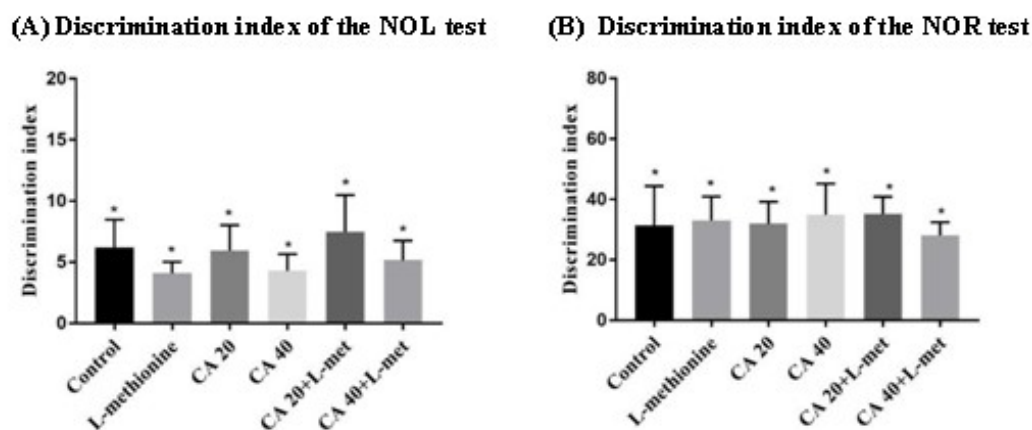 (A) Discrimination index of the NOL test
Discrimination index
20
15
10
5
0
* * * * * *
Control
L-methionine
CA 20
CA 40
CA 20+L-met
CA 40+L-met
(B) Discrimination index of the NOR test
Discrimination index
80
60
40
20
0
* * * * * *
Control
L-methionine
CA 20
CA 40
CA 20+L-met
CA 40+L-met